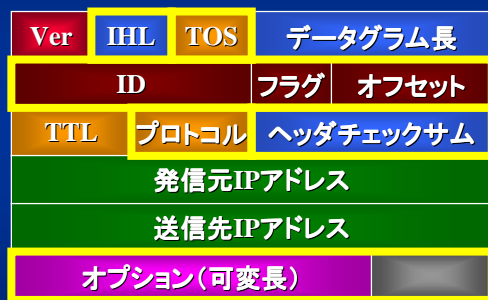 Ver IHL TOS データグラム長
ID フラグ オフセット
TTL プロトコル ヘッダチェックサム
発信元IPアドレス
送信先IPアドレス
オプション(可変長)